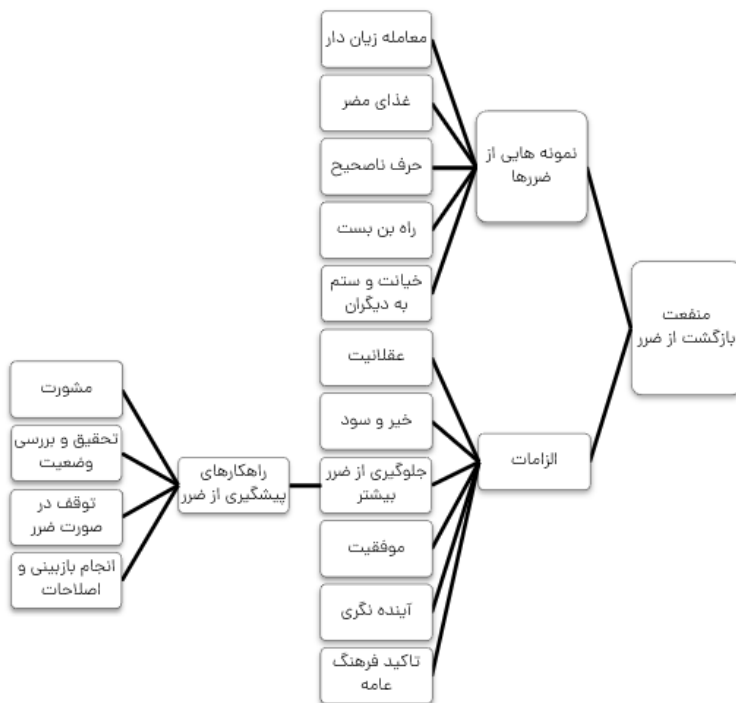 منفعت
بازگشت از ضرر
نمونه هایی از
ضررها
معامله زیان دار
غذای مضر
حرف ناصحیح
راه بن بست
خیانت و ستم
به دیگران
الزامات
عقلانیت
خیر و سود
جلوگیری از ضرر
بیشتر
موفقیت
آینده نگری
تاکید فرهنگ
عامه
راهکارهای
پیشگیری از ضرر
مشورت
تحقیق و بررسی
وضعیت
توقف در
صورت ضرر
انجام بازبینی و
اصلاحات